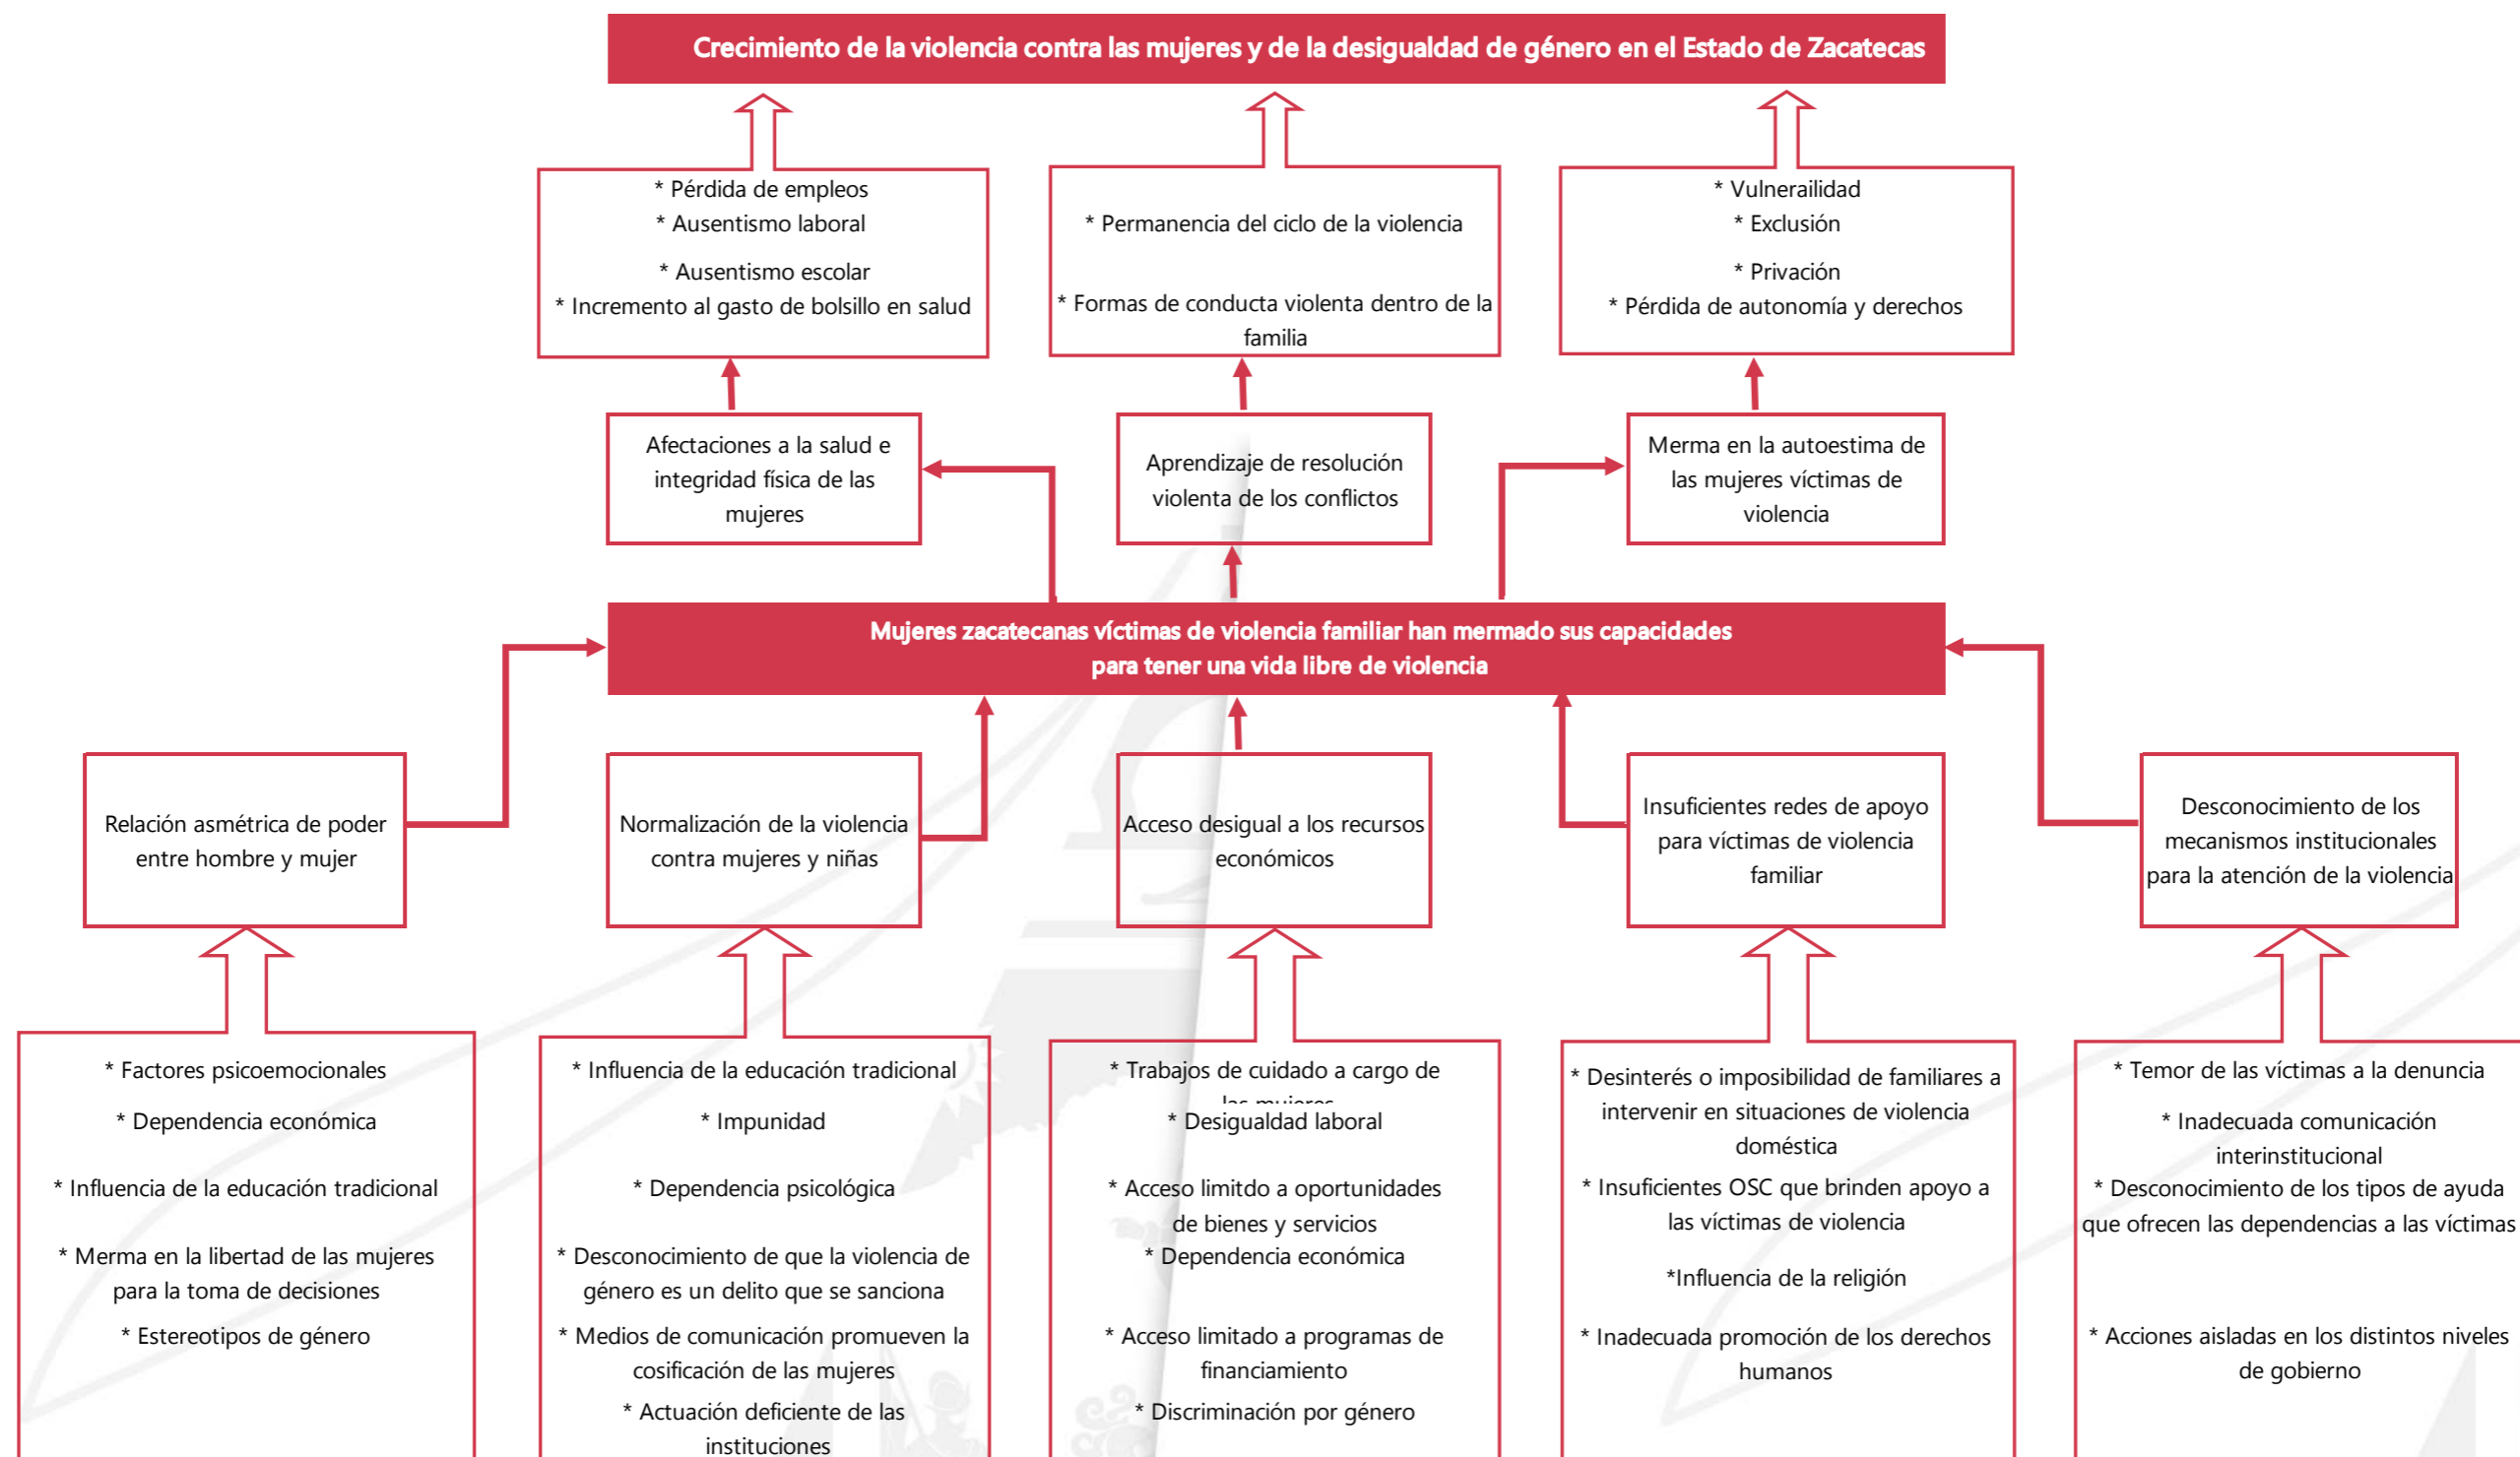 Crecimiento de la violencia contra las mujeres y de la desigualdad de género en el Estado de Zacatecas
* Pérdida de empleos
* Ausentismo laboral
* Ausentismo escolar
* Incremento al gasto de bolsillo en salud
* Permanencia del ciclo de la violencia
* Formas de conducta violenta dentro de la
familia
* Vulnerailidad
* Exclusión
* Privación
* Pérdida de autonomía y derechos
Afectaciones a la salud e
integridad física de las
mujeres
Aprendizaje de resolución
violenta de los conflictos
Merma en la autoestima de
las mujeres víctimas de
violencia
Mujeres zacatecanas víctimas de violencia familiar han mermado sus capacidades
para tener una vida libre de violencia
Relación asmétrica de poder
entre hombre y mujer
Normalización de la violencia
contra mujeres y niñas
Acceso desigual a los recursos
económicos
Insuficientes redes de apoyo
para víctimas de violencia
familiar
Desconocimiento de los
mecanismos institucionales
para la atención de la violencia
* Factores psicoemocionales
* Dependencia económica
* Influencia de la educación tradicional
* Merma en la libertad de las mujeres
para la toma de decisiones
* Estereotipos de género
* Influencia de la educación tradicional
* Impunidad
* Dependencia psicológica
* Desconocimiento de que la violencia de
género es un delito que se sanciona
* Medios de comunicación promueven la
cosificación de las mujeres
* Actuación deficiente de las
instituciones
* Trabajos de cuidado a cargo de
las mujeres
* Desigualdad laboral
* Acceso limitdo a oportunidades
de bienes y servicios
* Dependencia económica
* Acceso limitado a programas de
financiamiento
* Discriminación por género
* Desinterés o imposibilidad de familiares a
intervenir en situaciones de violencia
doméstica
* Insuficientes OSC que brinden apoyo a
las víctimas de violencia
*Influencia de la religión
* Inadecuada promoción de los derechos
humanos
* Temor de las víctimas a la denuncia
* Inadecuada comunicación
interinstitucional
* Desconocimiento de los tipos de ayuda
que ofrecen las dependencias a las víctimas
* Acciones aisladas en los distintos niveles
de gobierno